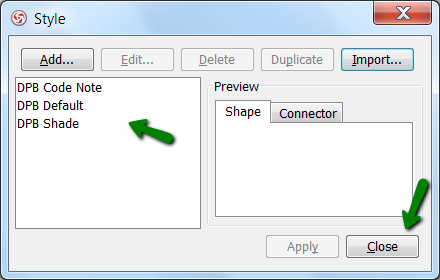 Style
Add... Edit... Delete Duplicate Import...
DPB Code Note
DPB Default
DPB Shade
Preview
Shape Connector
Apply Close